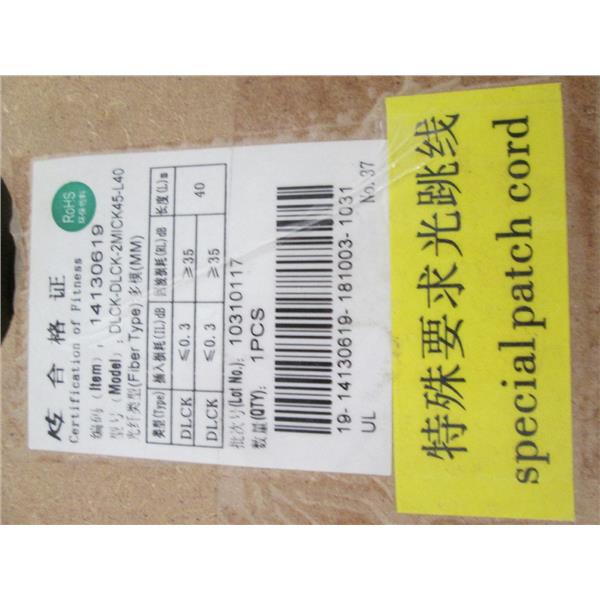 合格证
Certification of Fitness
RoHS
环保物料
编码（Item）：14130619
型号（Model）：DLCK-DLCK-2MICK45-L40
光纤类型(Fiber Type) 多模(MM)
类型(Type) 插入损耗(IL)dB 回波损耗(RL)dB 长度(L)m
DLCK ≤0.3 ≥35 40
DLCK ≤0.3 ≥35
批次号(Lot No.): 10310117
数量(QTY): 1PCS
19-14130619-181003-1031
UL No.37
特殊要求光跳线
special patch cord